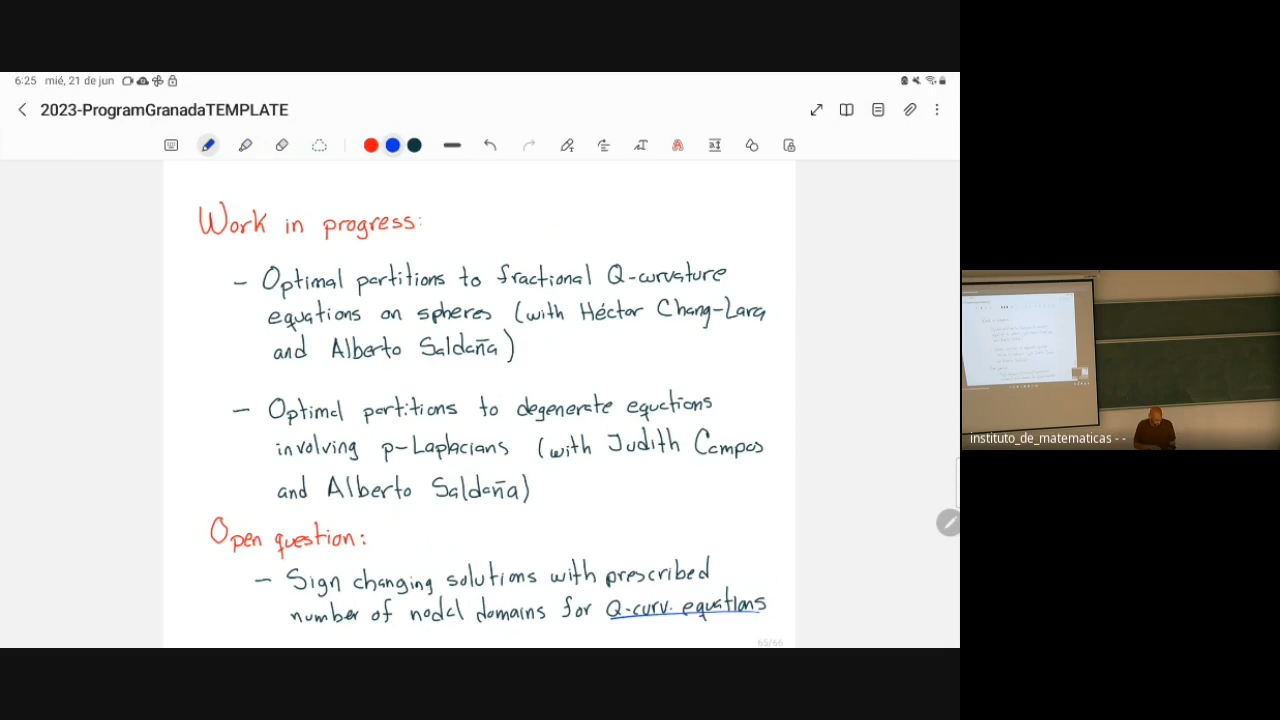 6:25 mié, 21 de jun
2023-ProgramGranadaTEMPLATE
Work in progress:
- Optimal partitions to fractional Q-curvature
equations on spheres (with Héctor Chang-Lara
and Alberto Saldaña)
- Optimal partitions to degenerate equations
involving p-Laplacians (with Judith Campos
and Alberto Saldaña)
Open question:
- Sign changing solutions with prescribed
number of nodal domains for Q-curv. equations
65/66
instituto_de_matematicas - -